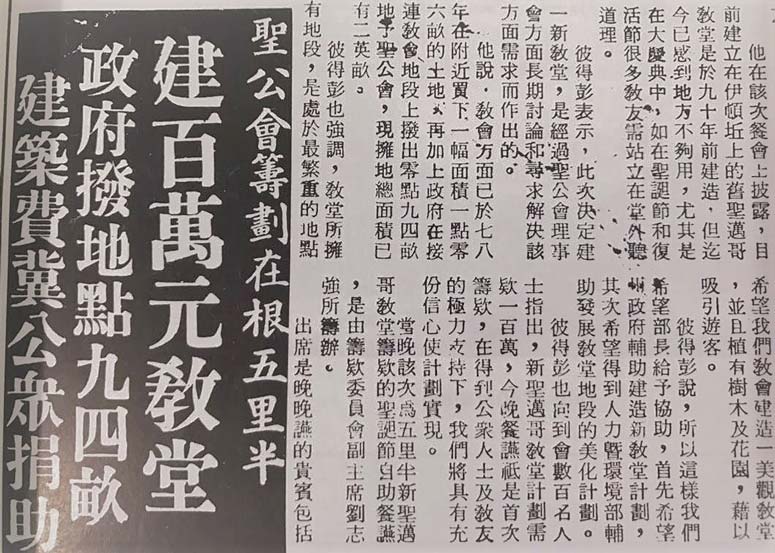 聖公會籌劃在根五里半
建百萬元教堂
政府撥地點九四畝
建築費冀公衆捐助
他在該次餐會上披露，目
前建立在伊頓坵上的舊聖邁哥
教堂是於九十年前建造，但迄
今已感到地方不夠用，尤其是
在大慶典中，如在聖誕節和復
活節很多教友需站立在堂外聽
道理。
彼得彭表示，此次決定建
一新教堂，是經過聖公會理事
會方面長期討論和尋求解決該
方面需求而作出的。
他說，教會方面已於七八
年在附近買下一幅面積一點零
六畝的土地，再加上政府在接
連教會地段上撥出零點九四畝
地予聖公會，現擁地總面積已
有二英畝。
彼得彭也強調，教堂所擁
有地段，是處於最繁重的地點
希望我們教會建造一美觀教堂
，並且植有樹木及花園，藉以
吸引遊客。
彼得彭說，所以這樣我們
希望部長給予協助，首先希望
州政府輔助建造新教堂計劃，
其次希望得到人力暨環境部輔
助發展教堂地段的美化計劃。
彼得彭也向到會數百名人
士指出，新聖邁哥教堂計劃需
欵一百萬，今晚餐讌祇是首次
籌欵，在得到公衆人士及教友
的極力支持下，我們將具有充
份信心使計劃實現。
當晚該次爲五里半新聖邁
哥教堂籌欵的聖誕節自助餐讌
，是由籌欵委員會副主席劉志
強所籌辦。
出席是晚晚讌的貴賓包括